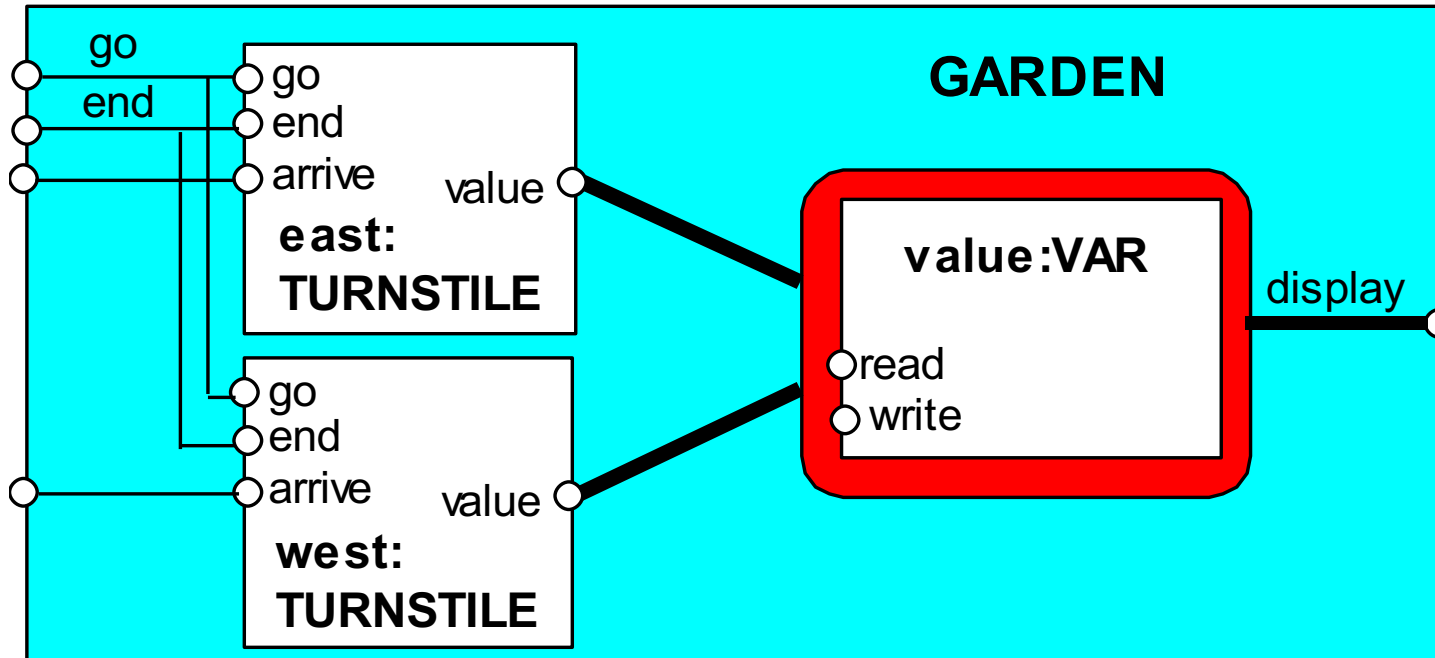 go
end
GARDEN
go
end
arrive
value
east:
TURNSTILE
value:VAR
read
write
display
go
end
arrive
value
west:
TURNSTILE